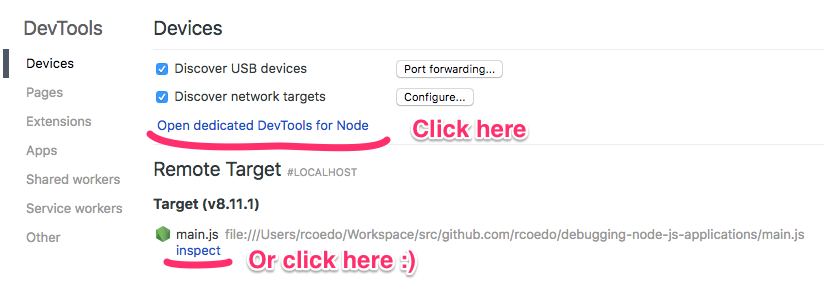 DevTools
Devices
Pages
Extensions
Apps
Shared workers
Service workers
Other
Devices
Discover USB devices Port forwarding...
Discover network targets Configure...
Open dedicated DevTools for Node Click here
Remote Target #LOCALHOST
Target (v8.11.1)
main.js file:///Users/rcoedo/Workspace/src/github.com/rcoedo/debugging-node-js-applications/main.js
inspect Or click here :)